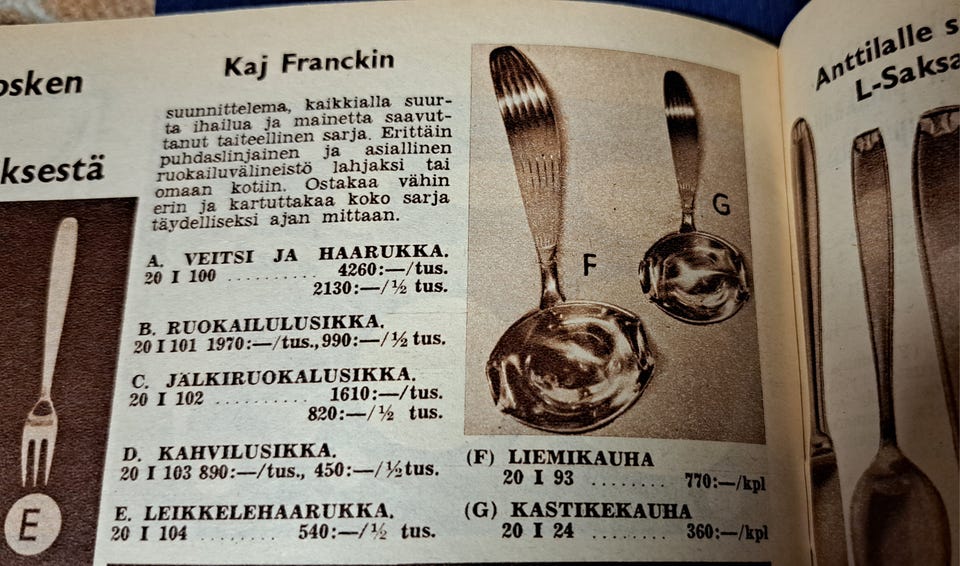 osken
ksestä
E
Kaj Franckin
suunnittelema, kaikkialla suur-
ta ihailua ja mainetta saavut-
tanut taiteellinen sarja. Erittäin
puhdaslinjainen ja asiallinen
ruokailuvälineistö lahjaksi tai
omaan kotiin. Ostakaa vähin
erin ja kartuttakaa koko sarja
täydelliseksi ajan mittaan.
A. VEITSI JA HAARUKKA.
20 I 100 .......... 4260:—/tus.
2130:—/½ tus.
B. RUOKAILULUSIKKA.
20 I 101 1970:—/tus., 990:—/½ tus.
C. JÄLKIRUOKALUSIKKA.
20 I 102 .......... 1610:—/tus.
820:—/½ tus.
D. KAHVILUSIKKA.
20 I 103 890:—/tus., 450:—/½ tus.
E. LEIKKELEHAARUKKA.
20 I 104 ........ 540:—/½ tus.
F
G
(F) LIEMIKAUHA
20 I 93 ........ 770:—/kpl
(G) KASTIKEKAUHA
20 I 24 ........ 360:—/kpl
Anttilalle s
L-Saksa